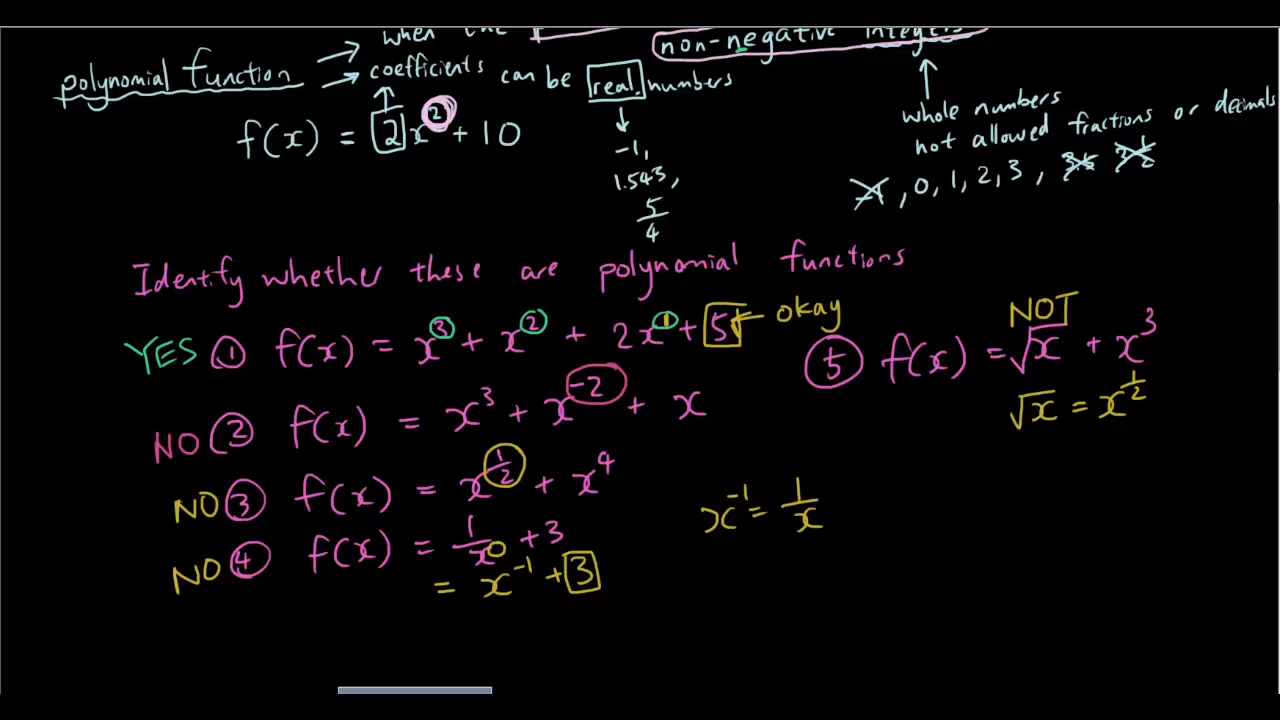 when the
non-negative integers
polynomial function
coefficients can be real numbers
f(x) = 2x² + 10
-1,
1.543,
5/4
whole numbers
not allowed fractions or decimals
, 0, 1, 2, 3,
Identify whether these are polynomial functions
YES ① f(x) = x³ + x² + 2x¹ + 5 ← okay
NO ② f(x) = x³ + x⁻² + x
NO ③ f(x) = x^(1/2) + x⁴
NO ④ f(x) = 1/x + 3
= x⁻¹ + 3
x⁻¹ = 1/x
NOT
⑤ f(x) = √x + x³
√x = x^(1/2)